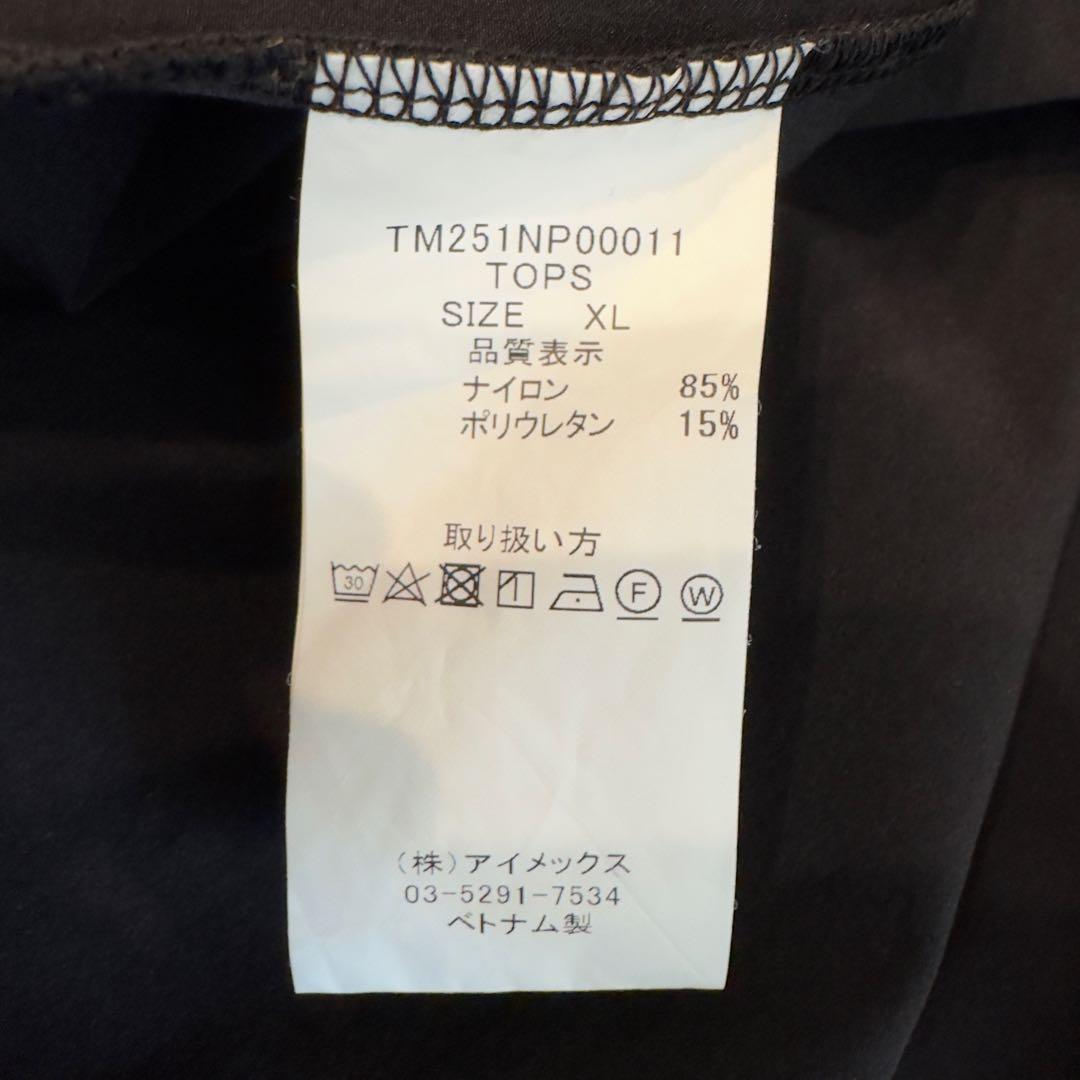 TM251NP00011
TOPS
SIZE XL
品質表示
ナイロン 85%
ポリウレタン 15%
取り扱い方
30 F W
(株)アイメックス
03-5291-7534
ベトナム製